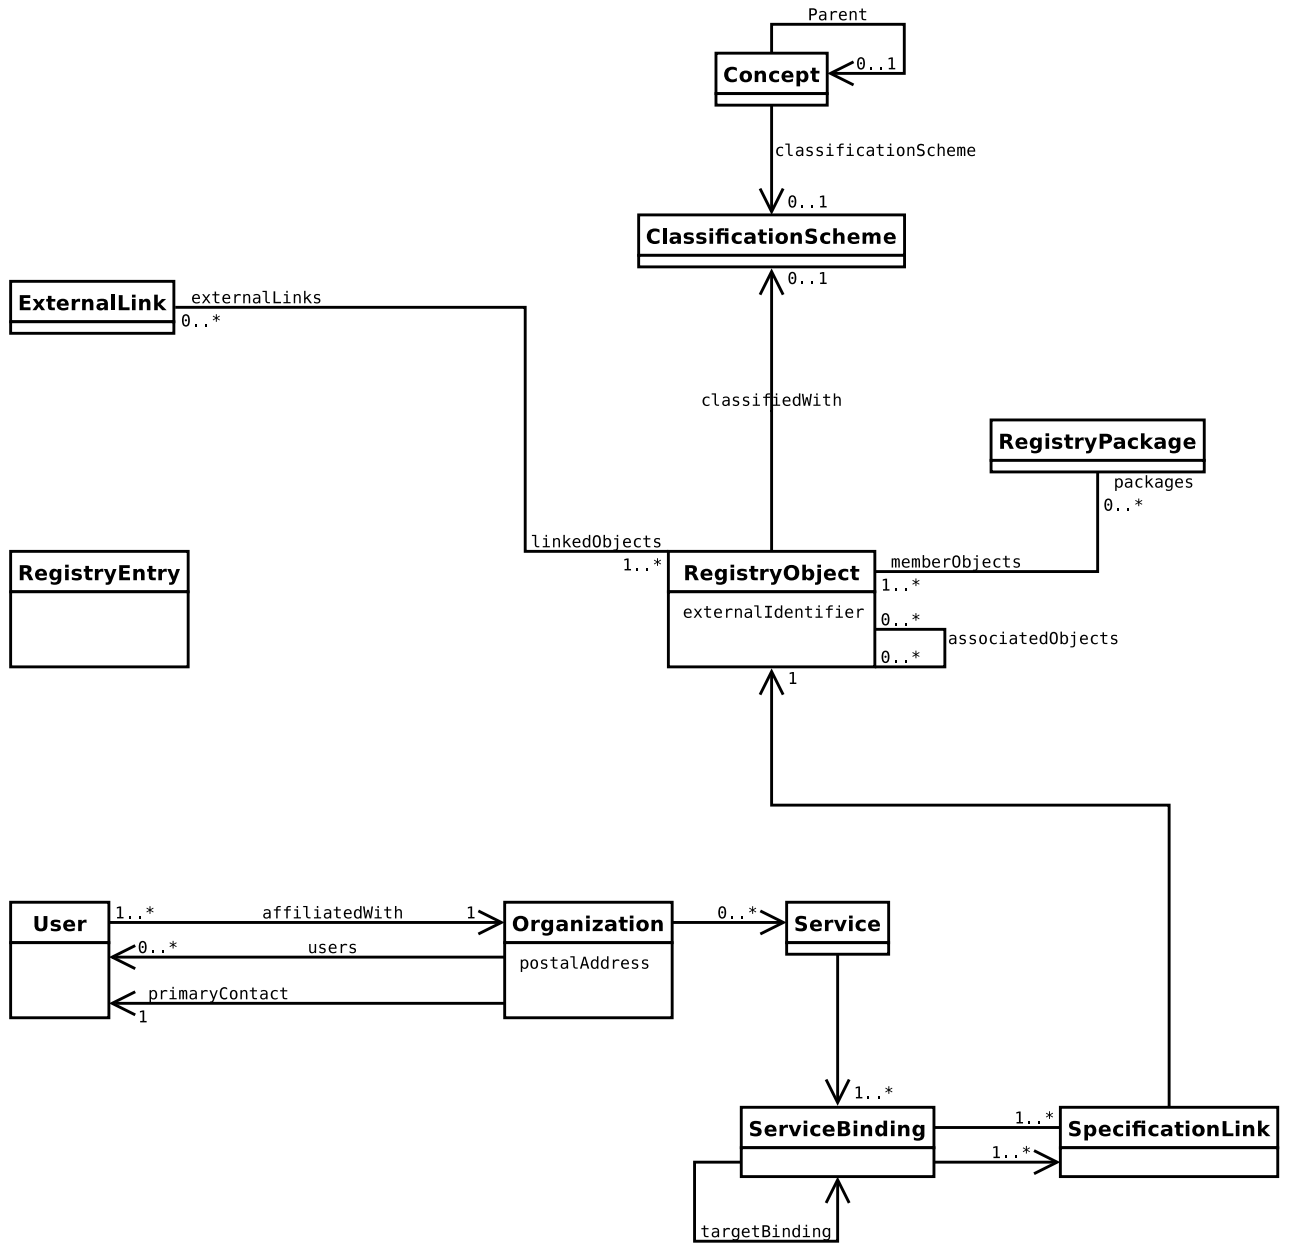 Parent
0..1
Concept
classificationScheme
0..1
ClassificationScheme
0..1
ExternalLink
externalLinks
0..*
classifiedWith
RegistryPackage
packages
0..*
linkedObjects
1..*
RegistryEntry
RegistryObject
externalIdentifier
memberObjects
1..*
0..*
associatedObjects
0..*
1
User
1..*
affiliatedWith
1
Organization
postalAddress
0..*
Service
0..*
users
primaryContact
1
1..*
ServiceBinding
1..*
SpecificationLink
1..*
targetBinding